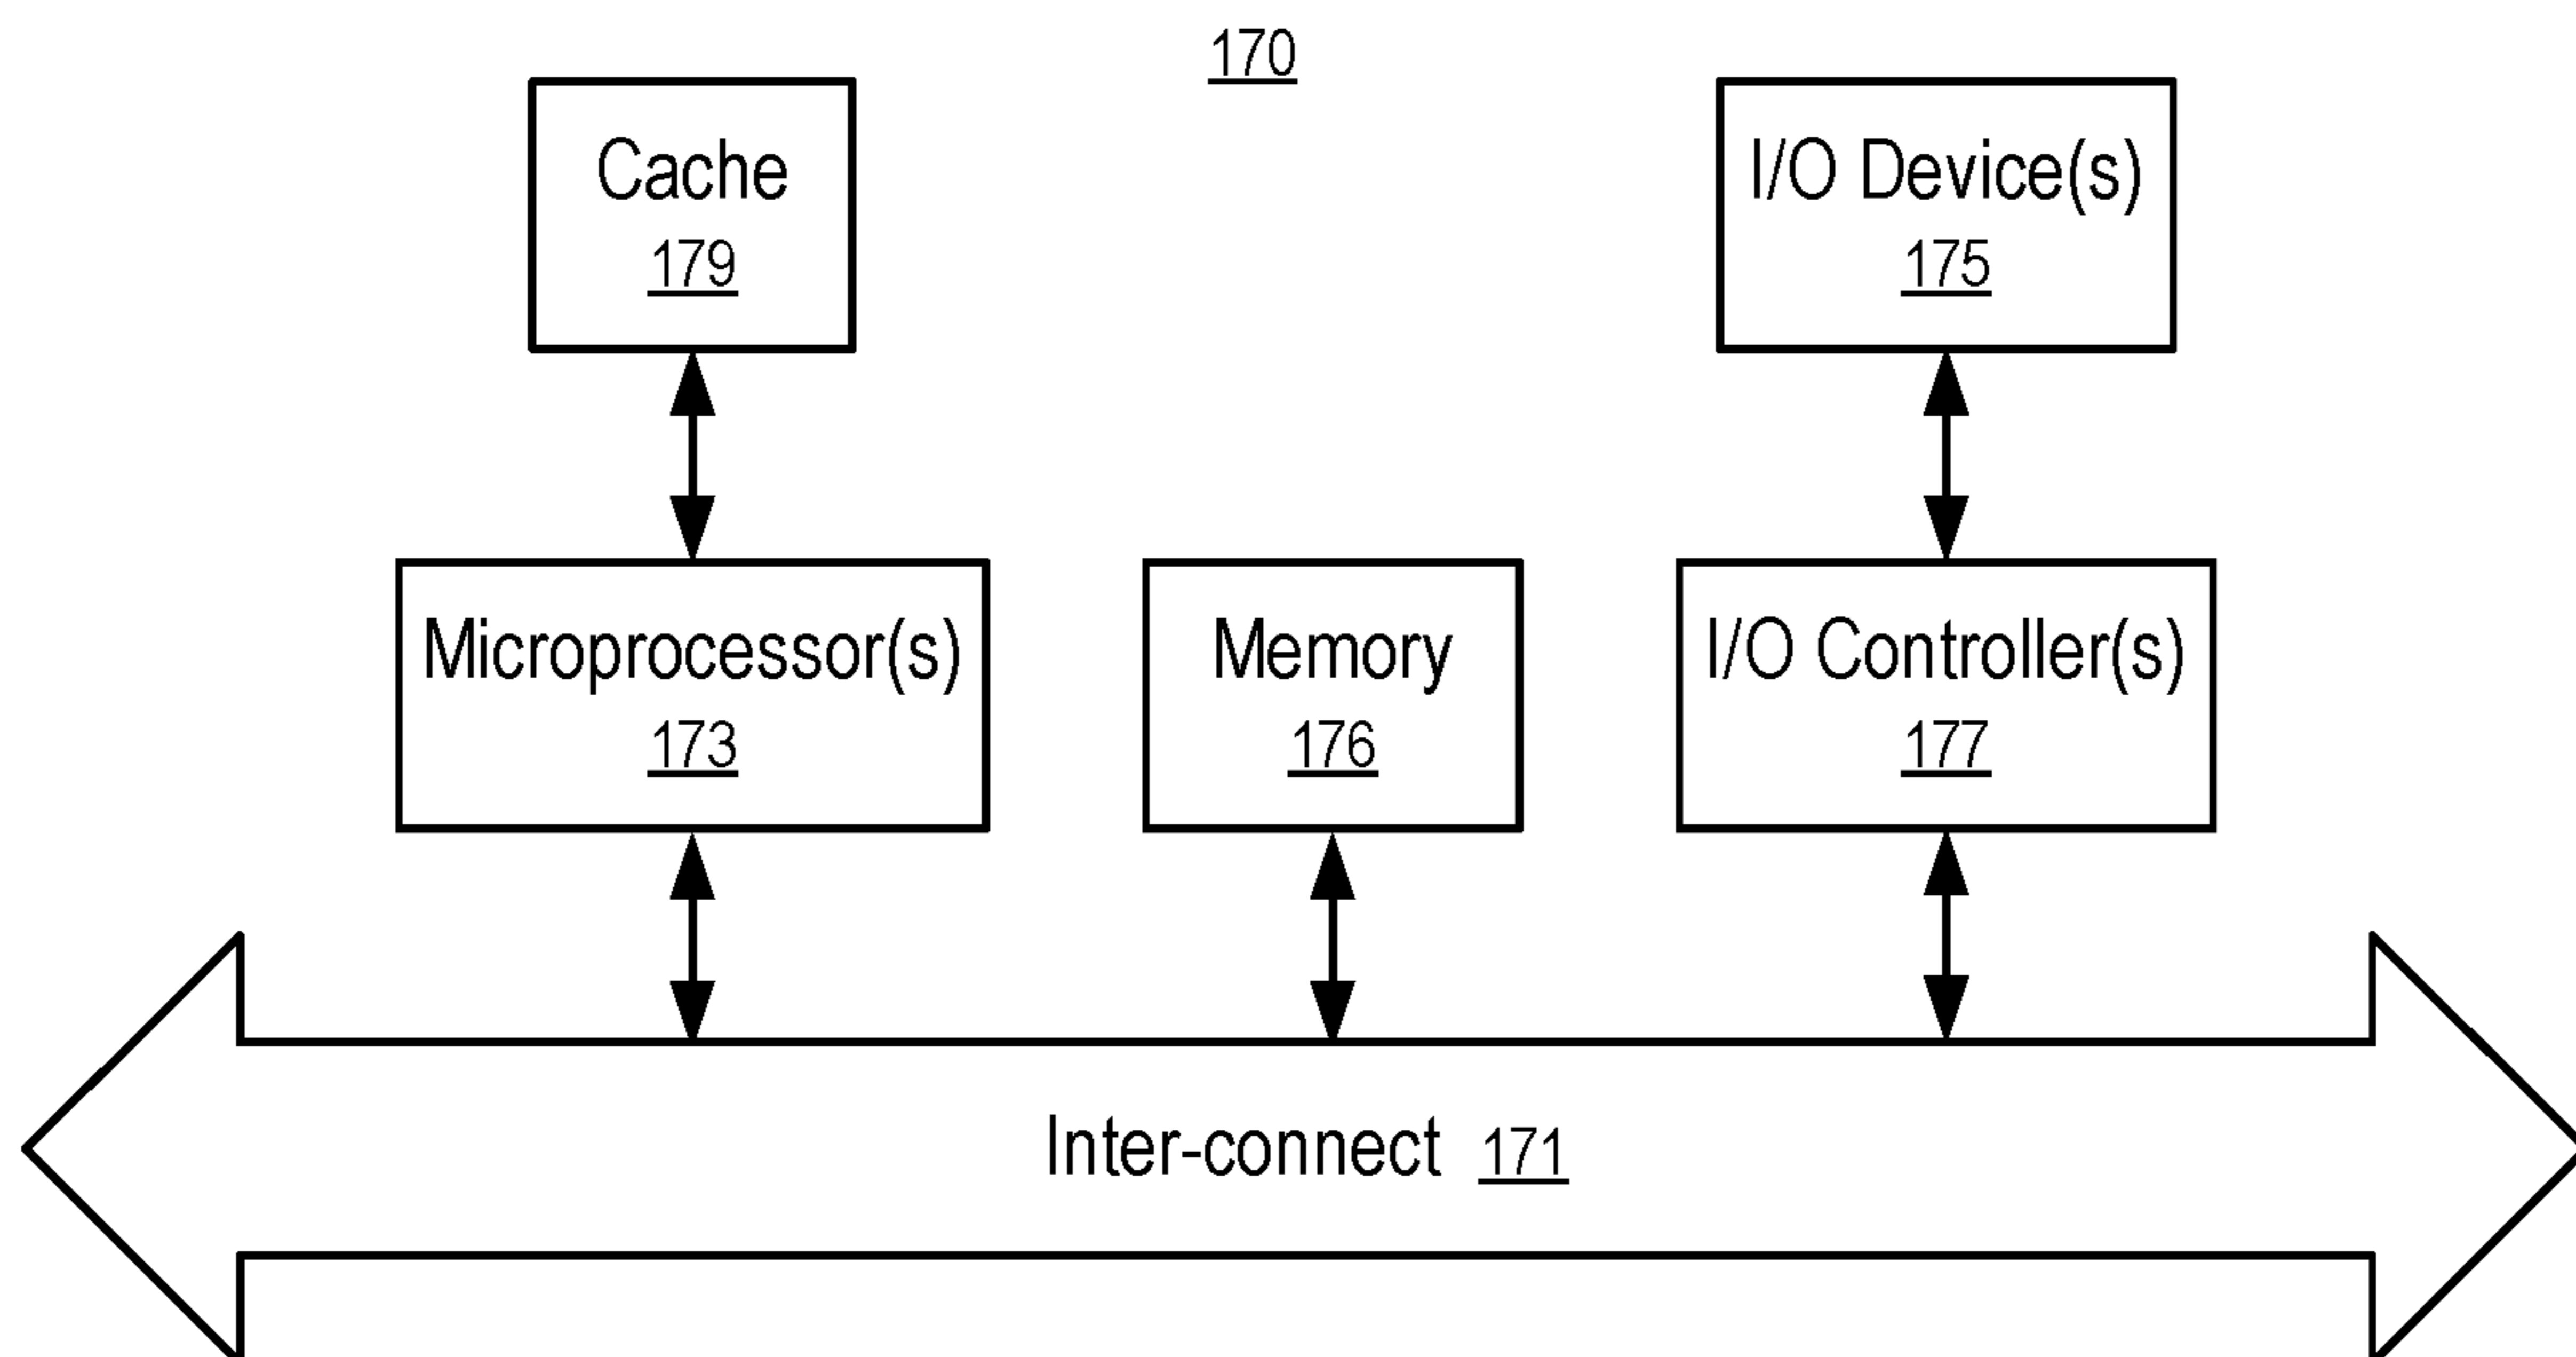 170
Cache
179
I/O Device(s)
175
Microprocessor(s)
173
Memory
176
I/O Controller(s)
177
Inter-connect 171